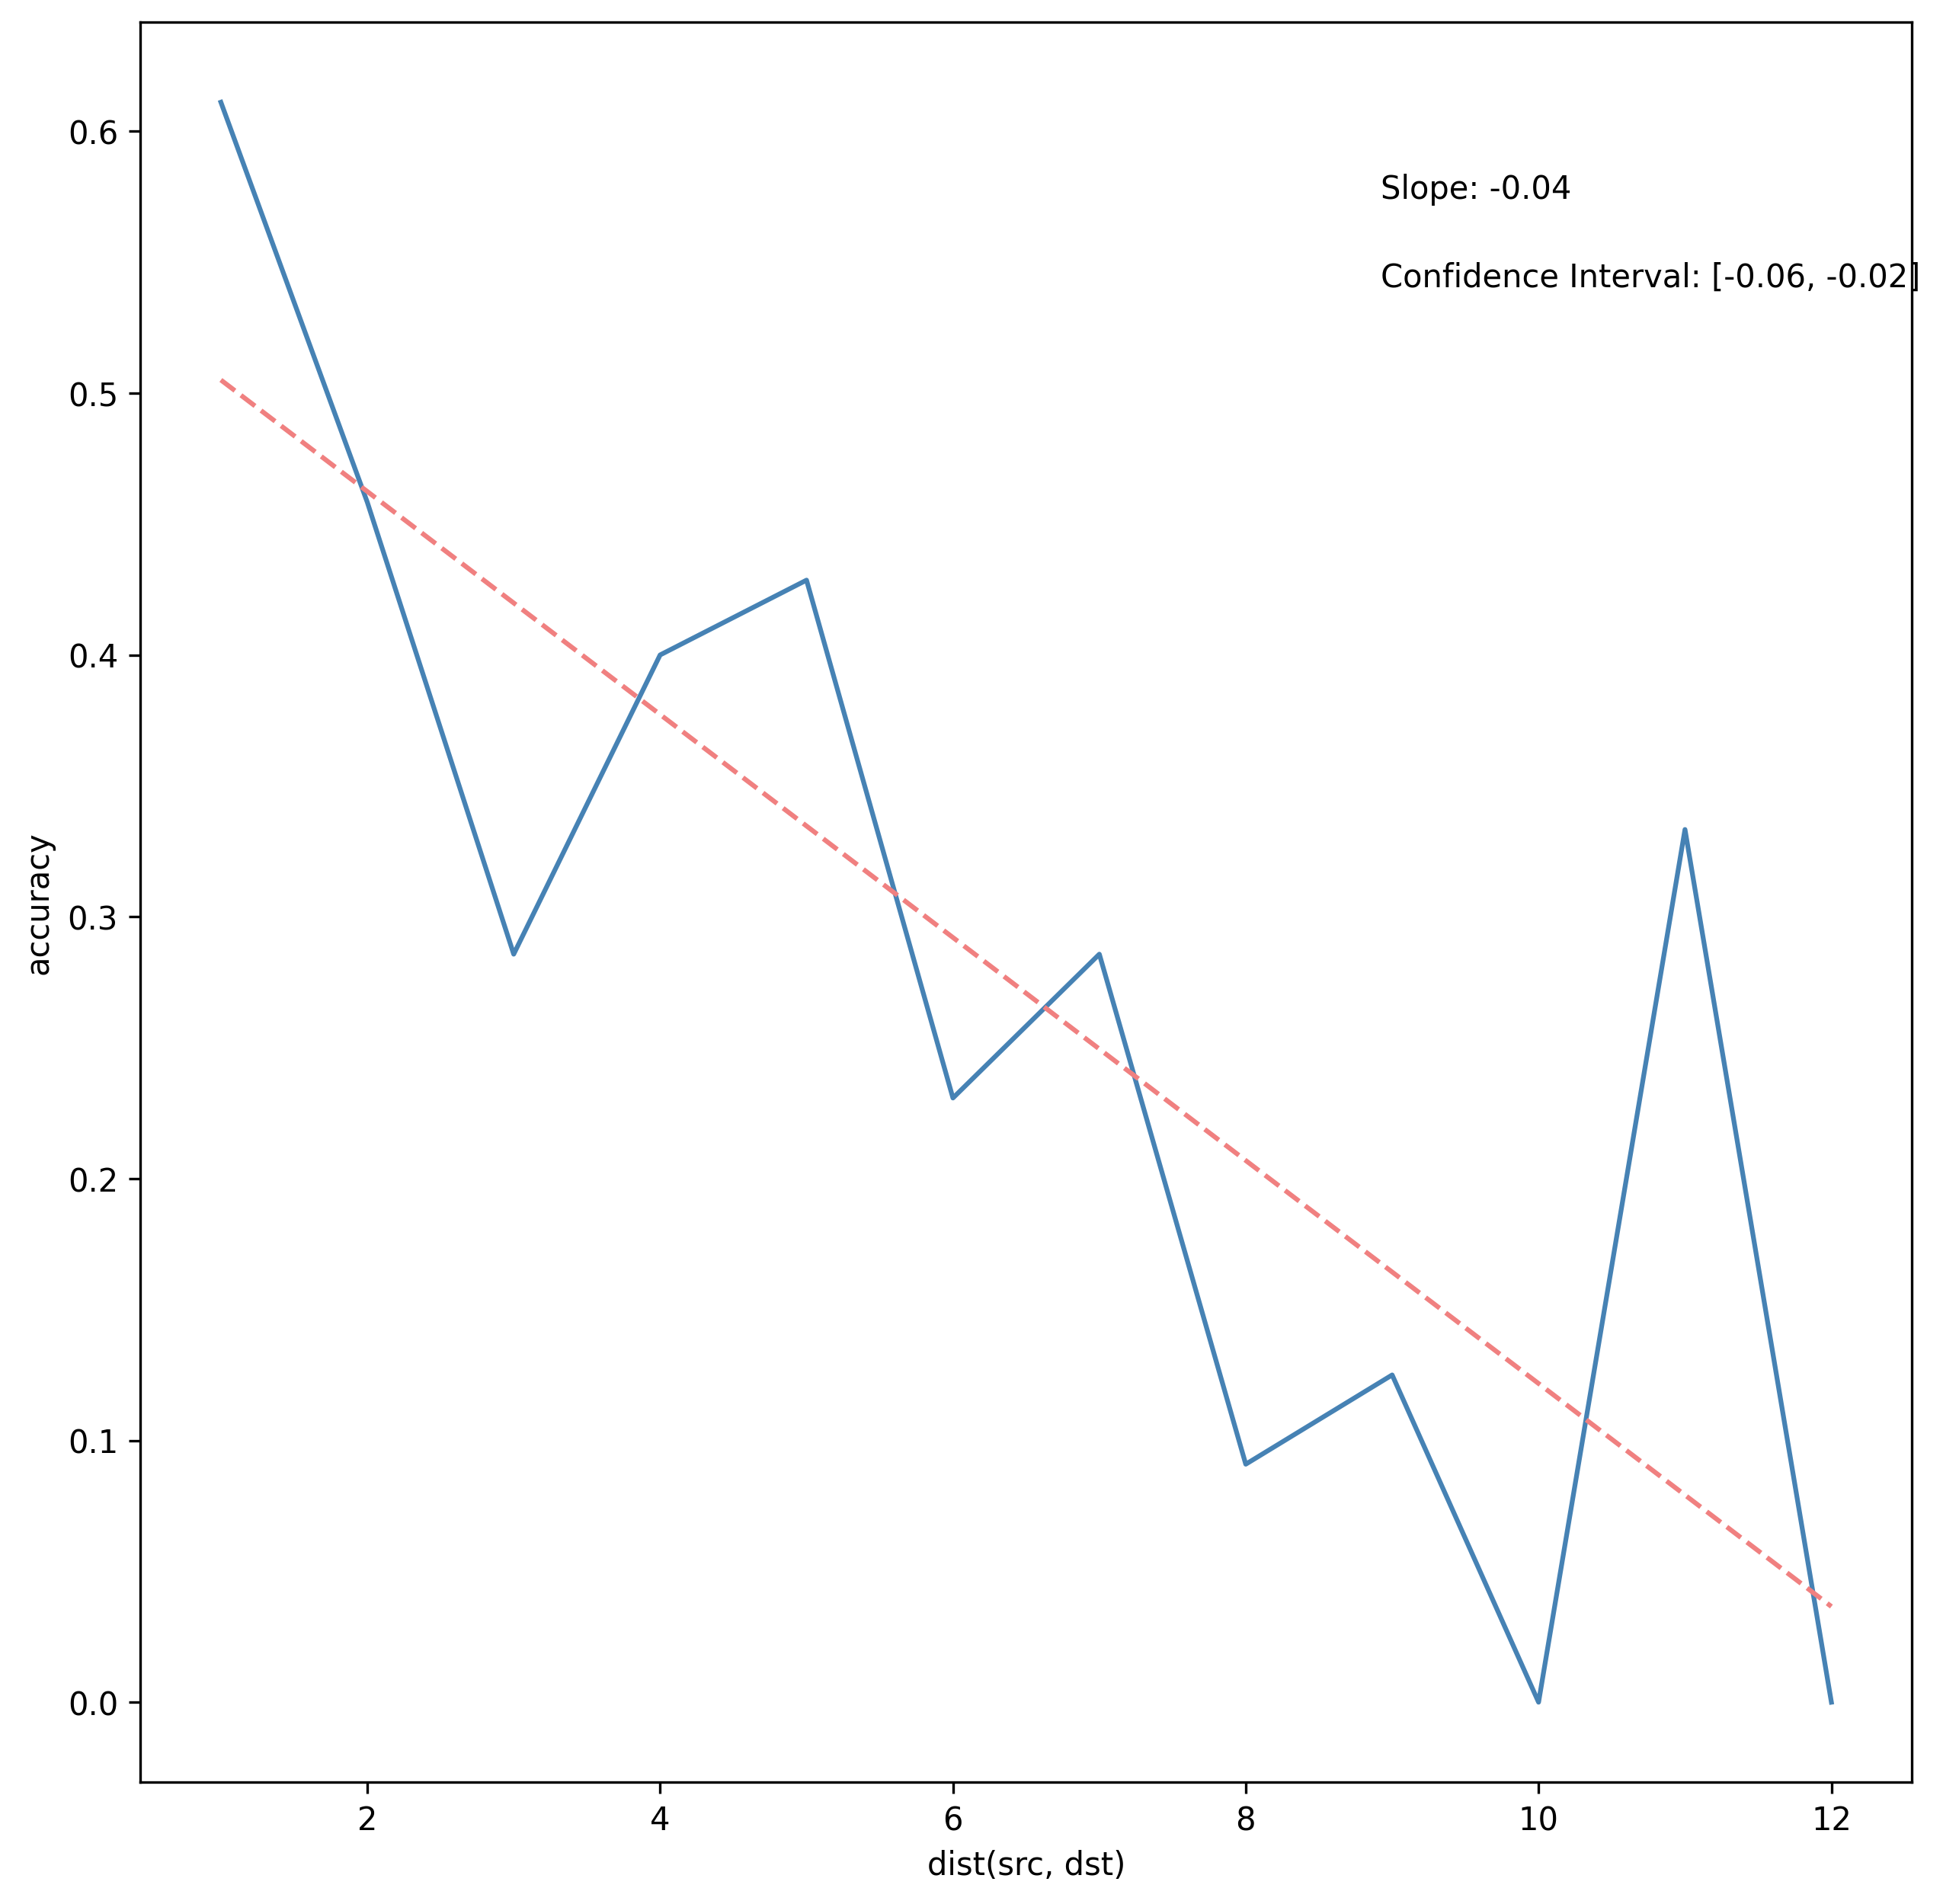 0.6
0.5
0.4
0.3
0.2
0.1
0.0
accuracy
Slope: -0.04
Confidence Interval: [-0.06, -0.02]
2 4 6 8 10 12
dist(src, dst)